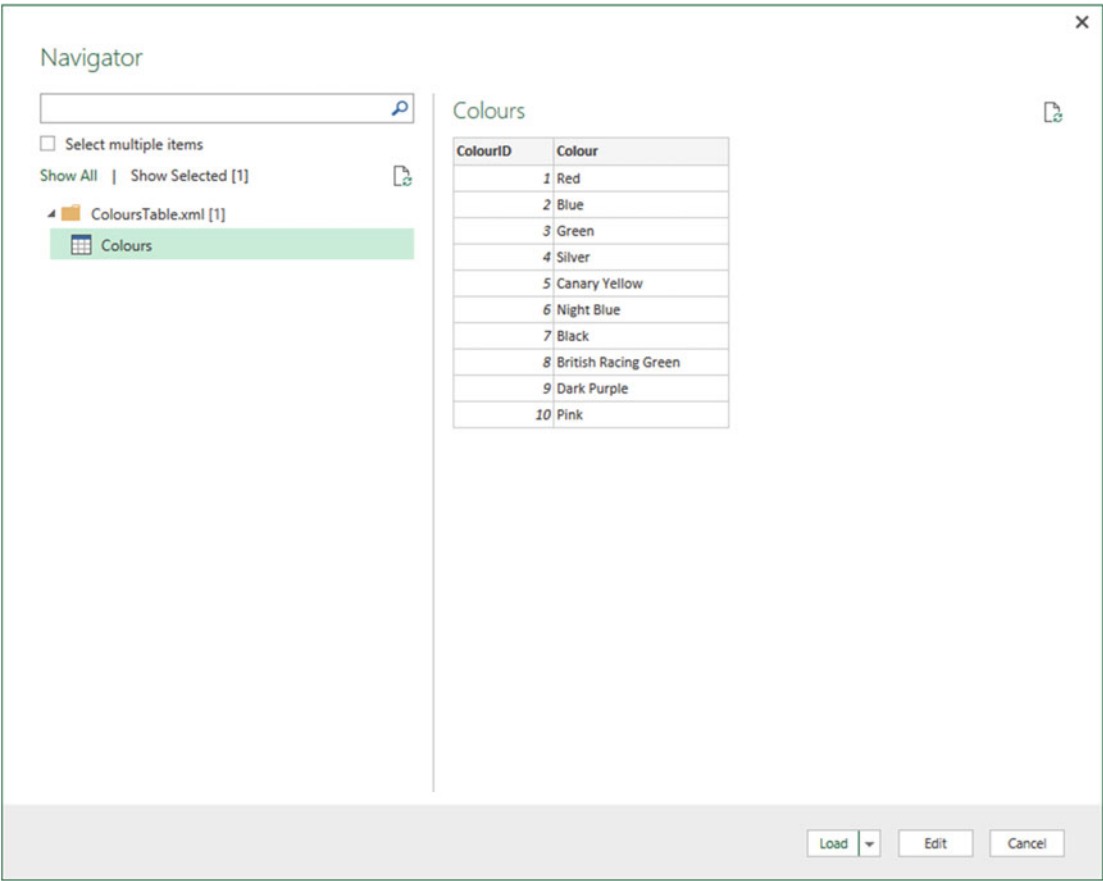 Navigator
Select multiple items
Show All | Show Selected [1]
ColoursTable.xml [1]
Colours
Colours
ColourID Colour
1 Red
2 Blue
3 Green
4 Silver
5 Canary Yellow
6 Night Blue
7 Black
8 British Racing Green
9 Dark Purple
10 Pink
Load Edit Cancel